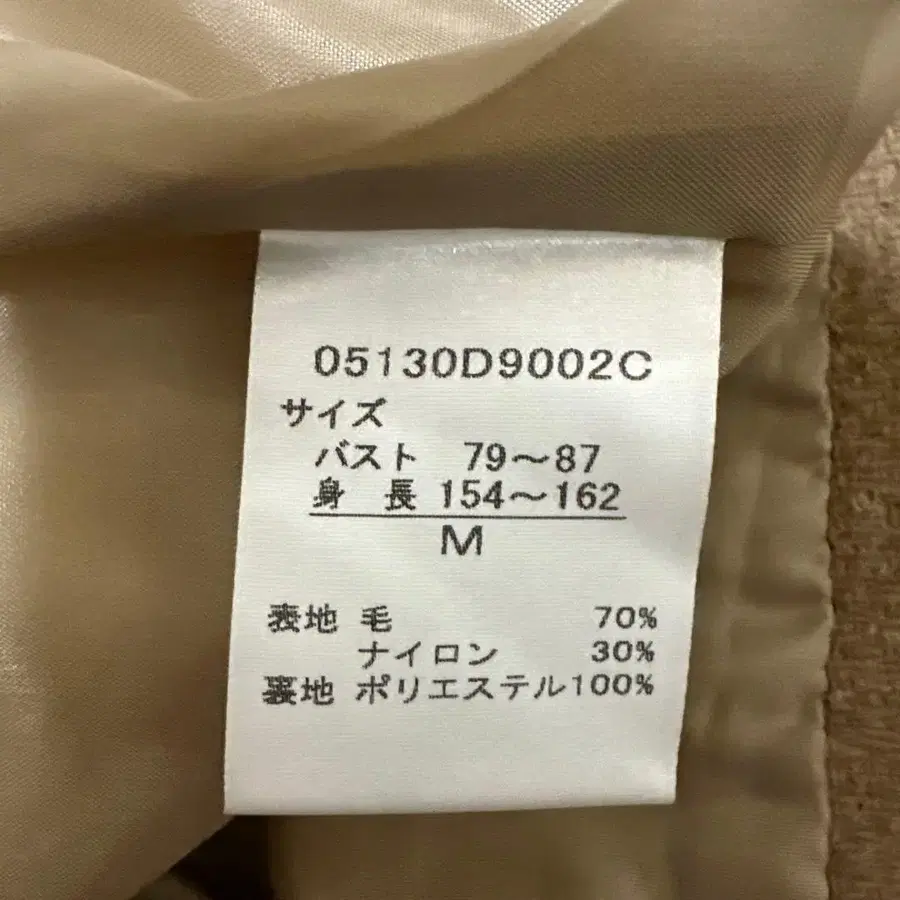 05130D9002C
サイズ
バスト 79～87
身 長 154～162
M
表地 毛 70%
ナイロン 30%
裏地 ポリエステル100%